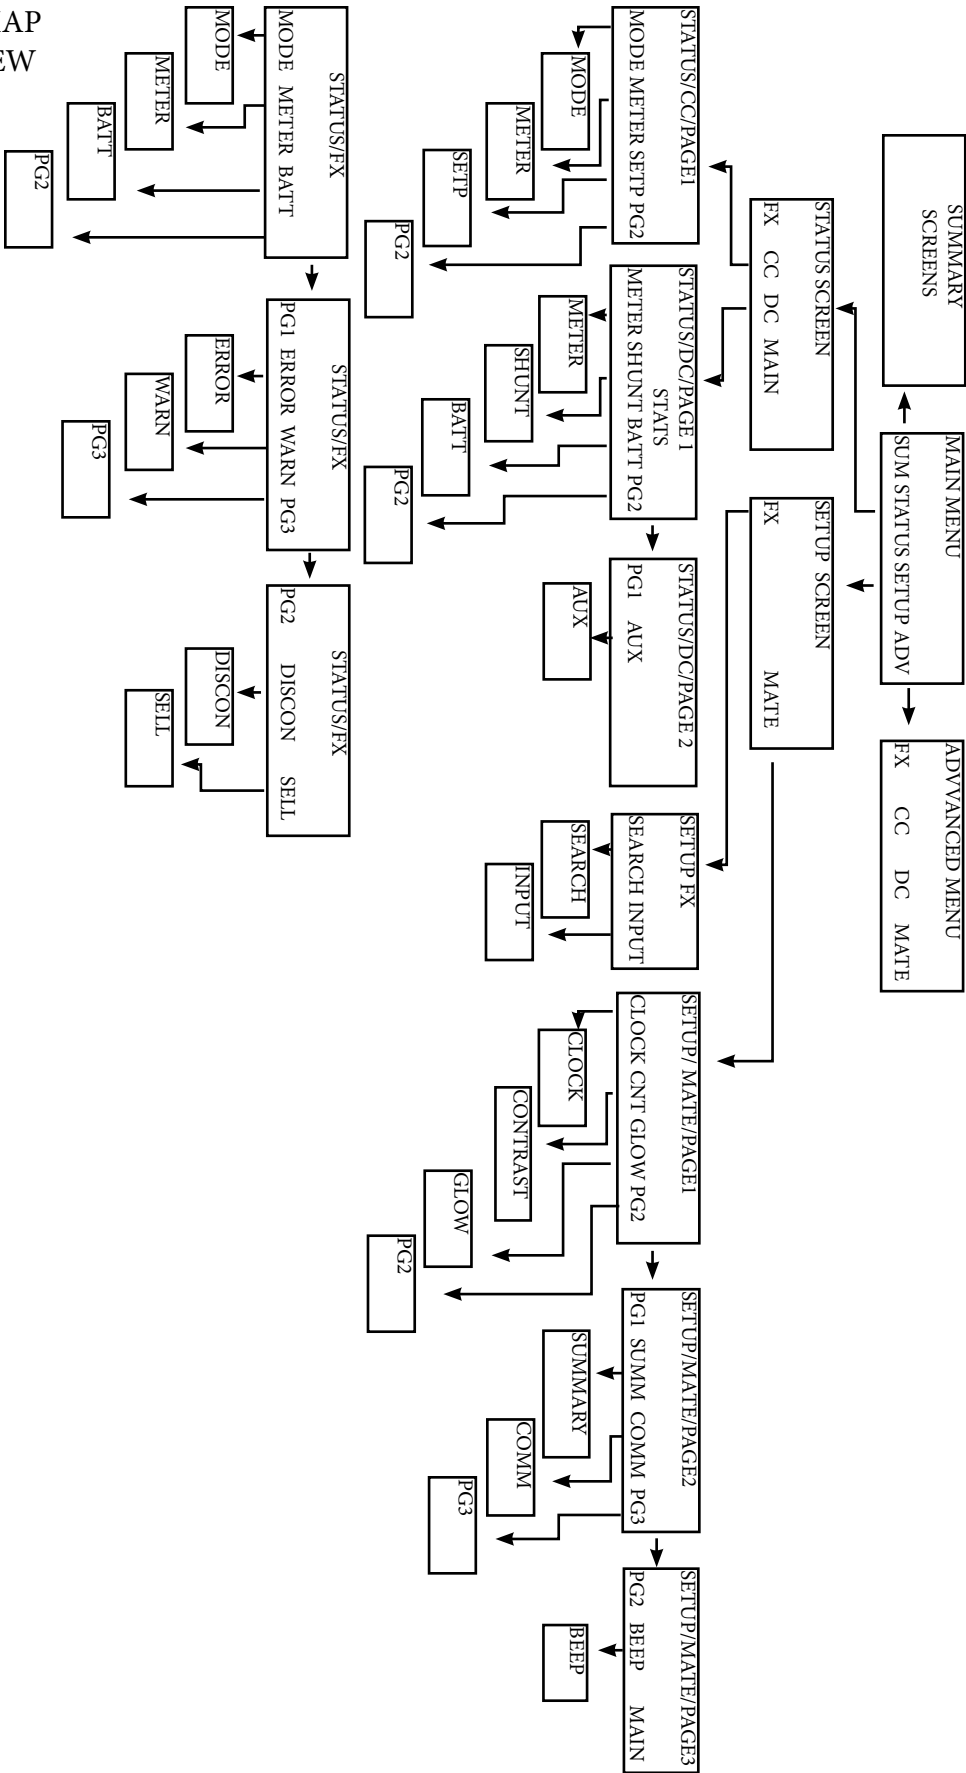 MAP
EW
SUMMARY
SCREENS
MAIN MENU
SUM STATUS SETUP ADV
ADVVANCED MENU
FX CC DC MATE
STATUS SCREEN
FX CC DC MAIN
SETUP SCREEN
FX MATE
STATUS/CC/PAGE1
MODE METER SETP PG2
MODE
METER
SETP
PG2
STATUS/DC/PAGE 1
STATS
METER SHUNT BATT PG2
METER
SHUNT
BATT
PG2
STATUS/DC/PAGE 2
PG1 AUX
AUX
SETUP FX
SEARCH INPUT
SEARCH
INPUT
SETUP/ MATE/PAGE1
CLOCK CNT GLOW PG2
CLOCK
CONTRAST
GLOW
PG2
SETUP/MATE/PAGE2
PG1 SUMM COMM PG3
SUMMARY
COMM
PG3
SETUP/MATE/PAGE3
PG2 BEEP MAIN
BEEP
STATUS/FX
MODE METER BATT
MODE
METER
BATT
PG2
STATUS/FX
PG1 ERROR WARN PG3
ERROR
WARN
PG3
STATUS/FX
PG2 DISCON SELL
DISCON
SELL